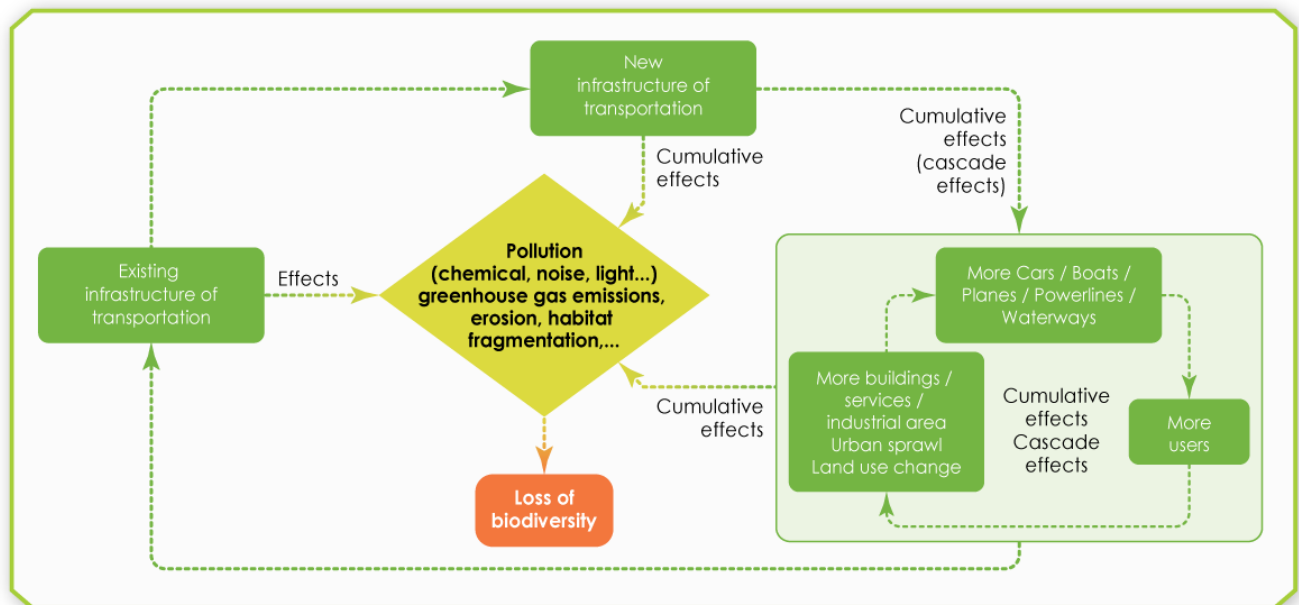 New
infrastructure of
transportation
Cumulative
effects
(cascade
effects)
Cumulative
effects
Existing
infrastructure of
transportation
Effects
Pollution
(chemical, noise, light...)
greenhouse gas emissions,
erosion, habitat
fragmentation,...
More Cars / Boats /
Planes / Powerlines /
Waterways
More buildings /
services /
industrial area
Urban sprawl
Land use change
Cumulative
effects
Cascade
effects
More
users
Cumulative
effects
Loss of
biodiversity